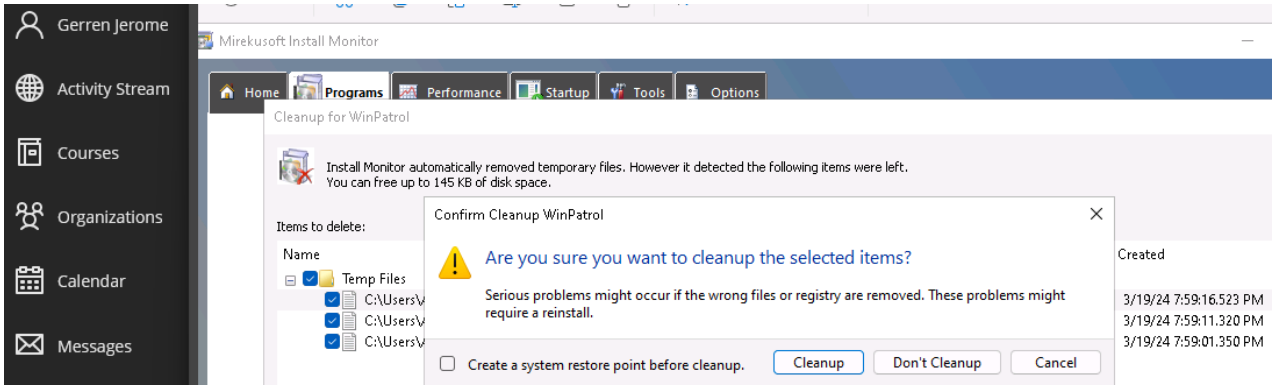 Gerren Jerome
Activity Stream
Courses
Organizations
Calendar
Messages
Mirekusoft Install Monitor
Home Programs Performance Startup Tools Options
Cleanup for WinPatrol
Install Monitor automatically removed temporary files. However it detected the following items were left.
You can free up to 145 KB of disk space.
Items to delete:
Name Created
Temp Files
C:\Users\ 3/19/24 7:59:16.523 PM
C:\Users\ 3/19/24 7:59:11.320 PM
C:\Users\ 3/19/24 7:59:01.350 PM
Confirm Cleanup WinPatrol
Are you sure you want to cleanup the selected items?
Serious problems might occur if the wrong files or registry are removed. These problems might
require a reinstall.
Create a system restore point before cleanup. Cleanup Don't Cleanup Cancel